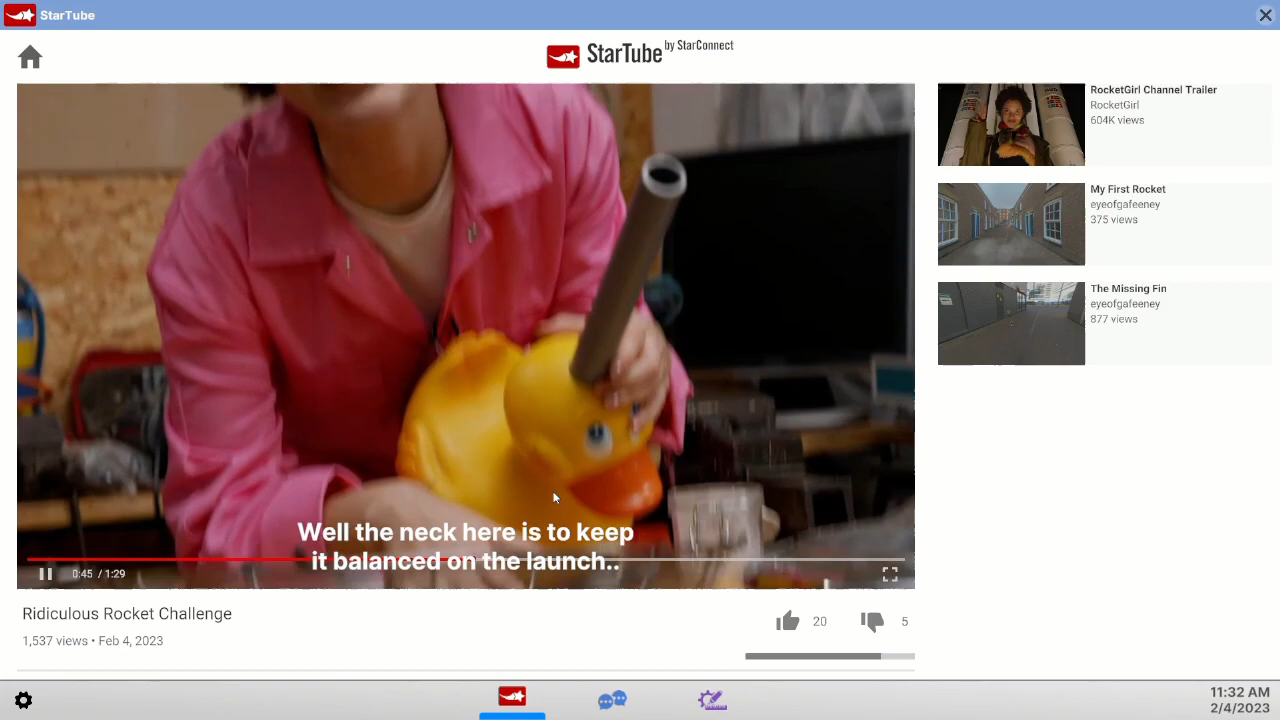 StarTube
StarTube by StarConnect
RocketGirl Channel Trailer
RocketGirl
604K views
My First Rocket
eyeofgafeeney
375 views
The Missing Fin
eyeofgafeeney
877 views
Well the neck here is to keep
it balanced on the launch..
0:45 / 1:29
Ridiculous Rocket Challenge
20
5
1,537 views • Feb 4, 2023
11:32 AM
2/4/2023